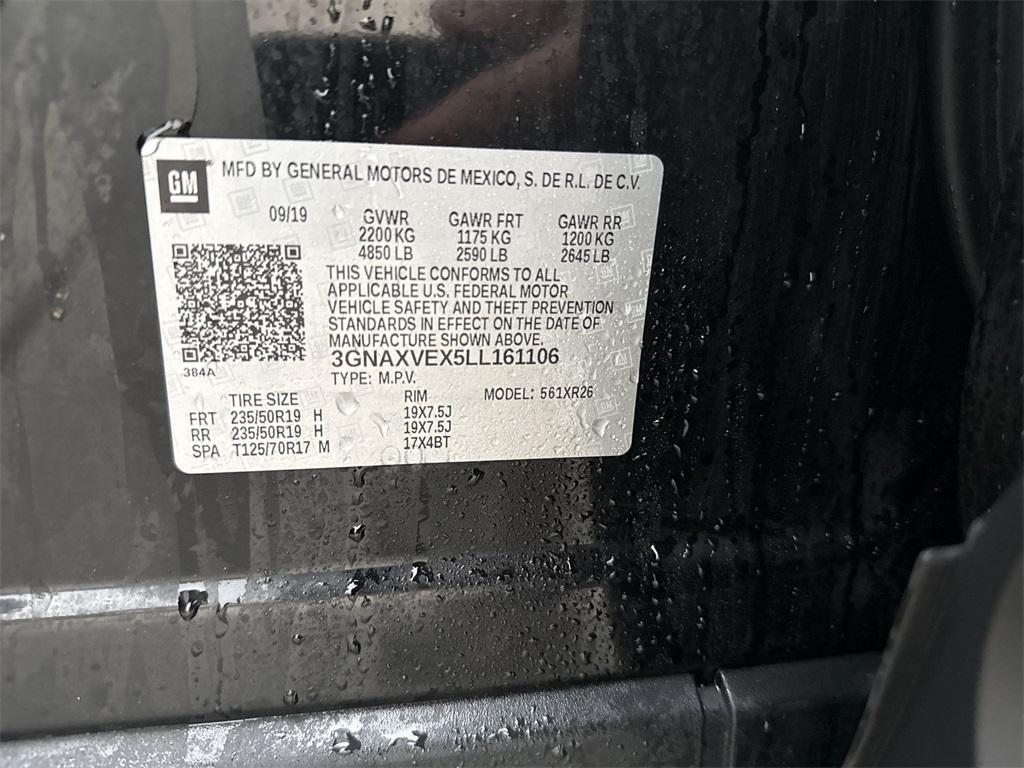 GM
MFD BY GENERAL MOTORS DE MEXICO, S. DE R.L. DE C.V.
09/19 GVWR GAWR FRT GAWR RR
2200 KG 1175 KG 1200 KG
4850 LB 2590 LB 2645 LB
THIS VEHICLE CONFORMS TO ALL
APPLICABLE U.S. FEDERAL MOTOR
VEHICLE SAFETY AND THEFT PREVENTION
STANDARDS IN EFFECT ON THE DATE OF
MANUFACTURE SHOWN ABOVE.
3GNAXVEX5LL161106
384A
TYPE: M.P.V.
TIRE SIZE RIM MODEL: 561XR26
FRT 235/50R19 H 19X7.5J
RR 235/50R19 H 19X7.5J
SPA T125/70R17 M 17X4BT